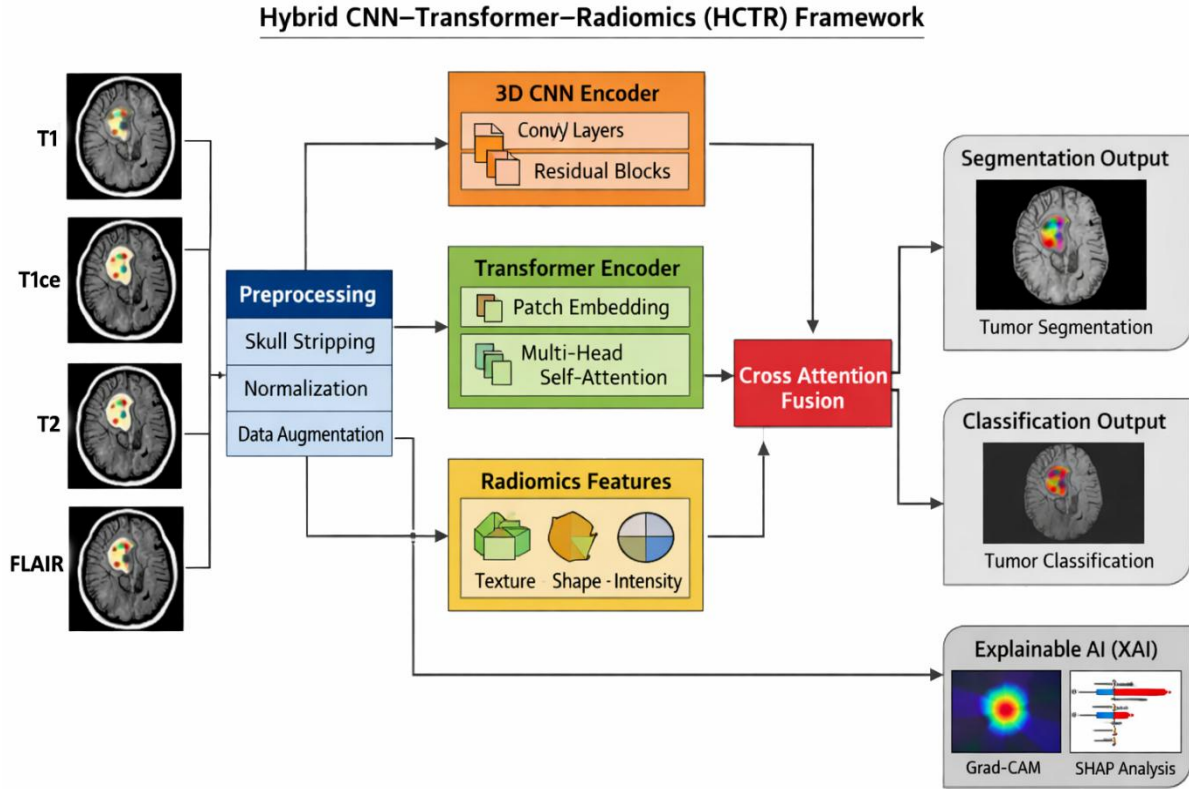 Hybrid CNN–Transformer–Radiomics (HCTR) Framework
T1
T1ce
T2
FLAIR
Preprocessing
Skull Stripping
Normalization
Data Augmentation
3D CNN Encoder
Layers
Residual Blocks
Transformer Encoder
Patch Embedding
Multi-Head
Self-Attention
Radiomics Features
Texture - Shape - Intensity
Cross Attention
Fusion
Segmentation Output
Tumor Segmentation
Classification Output
Tumor Classification
Explainable AI (XAI)
Grad-CAM
SHAP Analysis